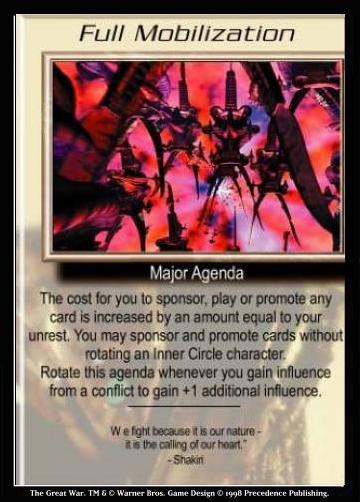 Full Mobilization
Major Agenda
The cost for you to sponsor, play or promote any
card is increased by an amount equal to your
unrest. You may sponsor and promote cards without
rotating an Inner Circle character.
Rotate this agenda whenever you gain influence
from a conflict to gain +1 additional influence.
We fight because it is our nature -
it is the calling of our heart."
- Shakiri
The Great War. TM & © Warner Bros. Game Design © 1998 Precedence Publishing.